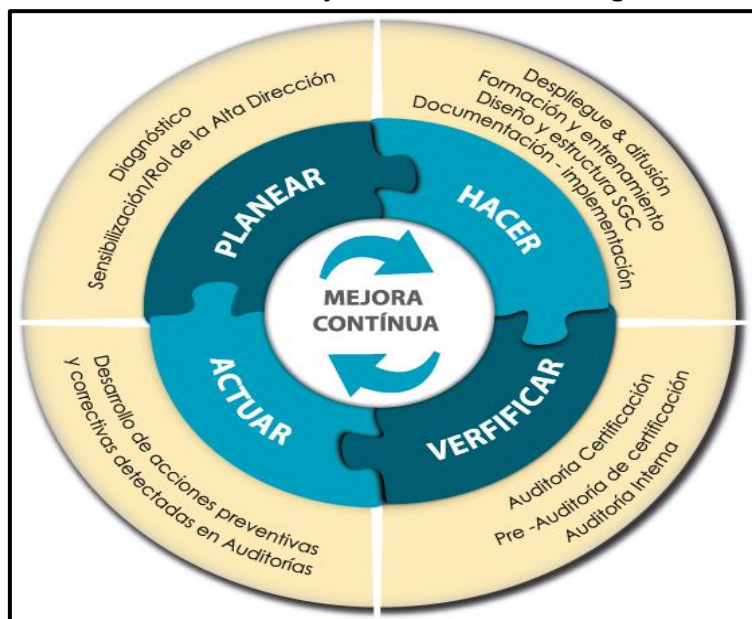 Diagnóstico
Sensibilización/Rol de la Alta Dirección
PLANEAR
Despliegue & difusión
Formación y entrenamiento
Diseño y estructura SGC
Documentación - implementación
HACER
MEJORA
CONTÍNUA
ACTUAR
Desarrollo de acciones preventivas
y correctivas detectadas en Auditorías
VERFIFICAR
Auditoría Certificación
Pre -Auditoría de certificación
Auditoría Interna